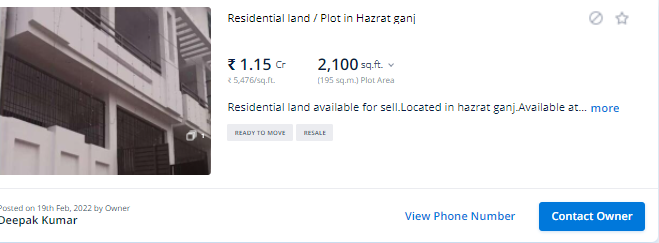 Residential land / Plot in Hazrat ganj
₹ 1.15 Cr
₹ 5,476/sq.ft.
2,100 sq.ft.
(195 sq.m.) Plot Area
Residential land available for sell.Located in hazrat ganj.Available at... more
READY TO MOVE
RESALE
1
Posted on 19th Feb, 2022 by Owner
Deepak Kumar
View Phone Number
Contact Owner